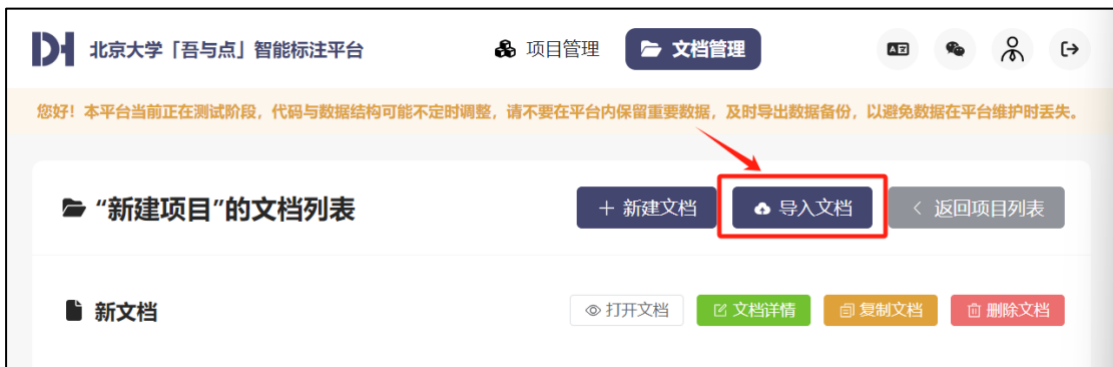 北京大学「吾与点」智能标注平台 项目管理 文档管理
您好！本平台当前正在测试阶段，代码与数据结构可能不定时调整，请不要在平台内保留重要数据，及时导出数据备份，以避免数据在平台维护时丢失。
“新建项目”的文档列表 + 新建文档 导入文档 < 返回项目列表
新文档 打开文档 文档详情 复制文档 删除文档